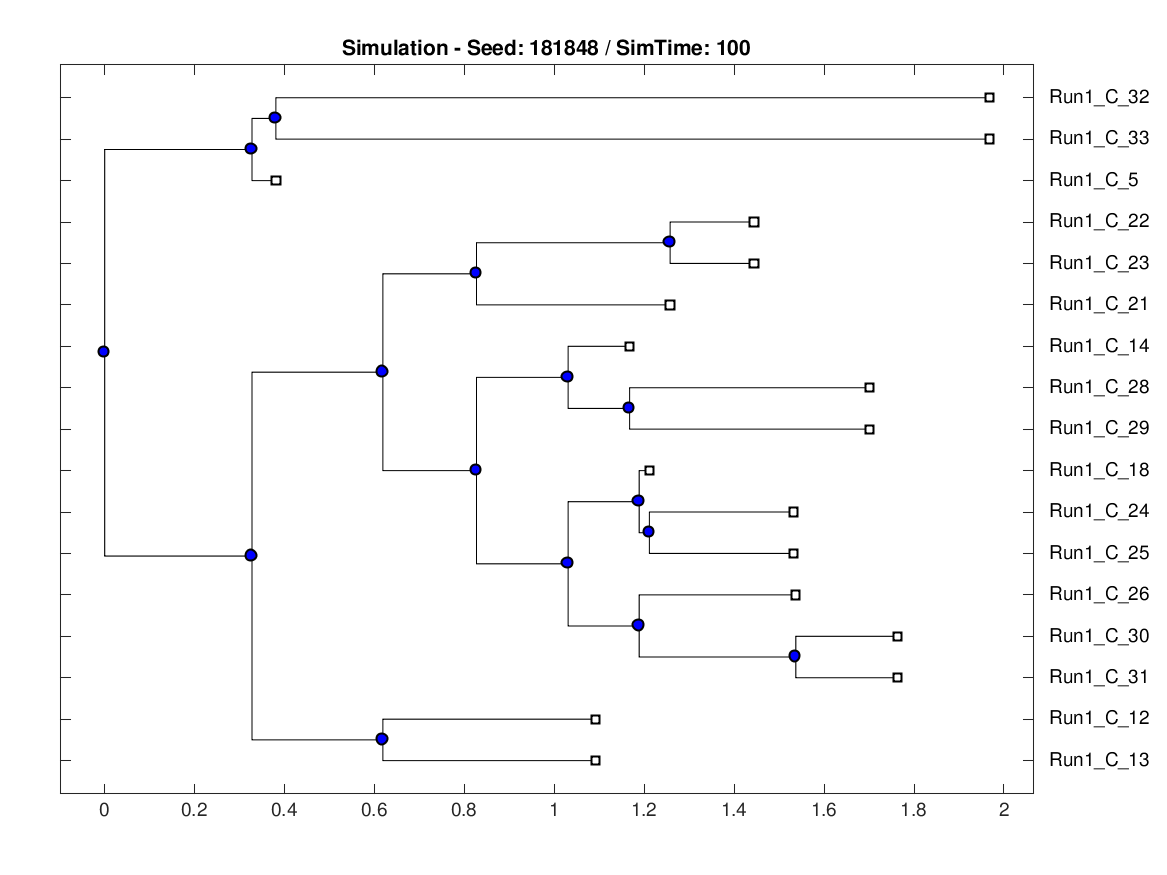 Simulation - Seed: 181848 / SimTime: 100
Run1_C_32
Run1_C_33
Run1_C_5
Run1_C_22
Run1_C_23
Run1_C_21
Run1_C_14
Run1_C_28
Run1_C_29
Run1_C_18
Run1_C_24
Run1_C_25
Run1_C_26
Run1_C_30
Run1_C_31
Run1_C_12
Run1_C_13
0 0.2 0.4 0.6 0.8 1 1.2 1.4 1.6 1.8 2